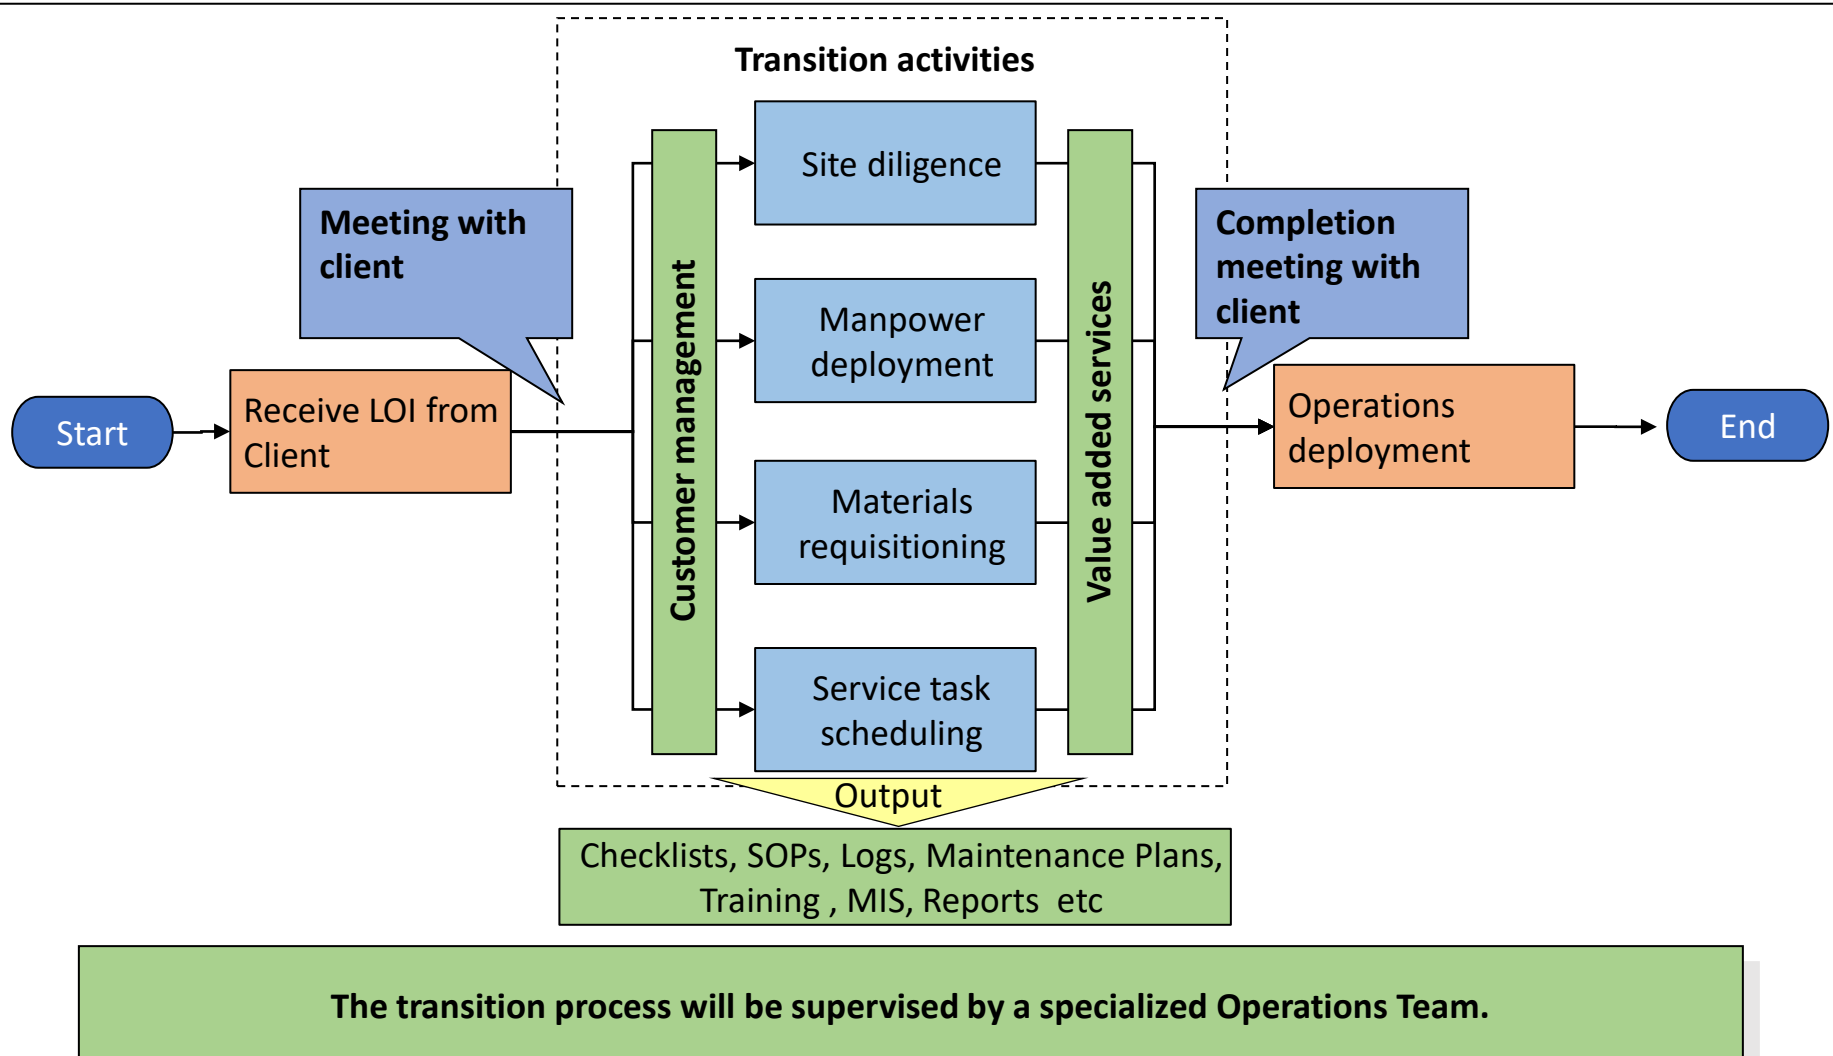 Transition activities
Site diligence
Meeting with
client
Completion
meeting with
client
Customer management
Manpower
deployment
Value added services
Start
Receive LOI from
Client
Operations
deployment
End
Materials
requisitioning
Service task
scheduling
Output
Checklists, SOPs, Logs, Maintenance Plans,
Training , MIS, Reports  etc
The transition process will be supervised by a specialized Operations Team.